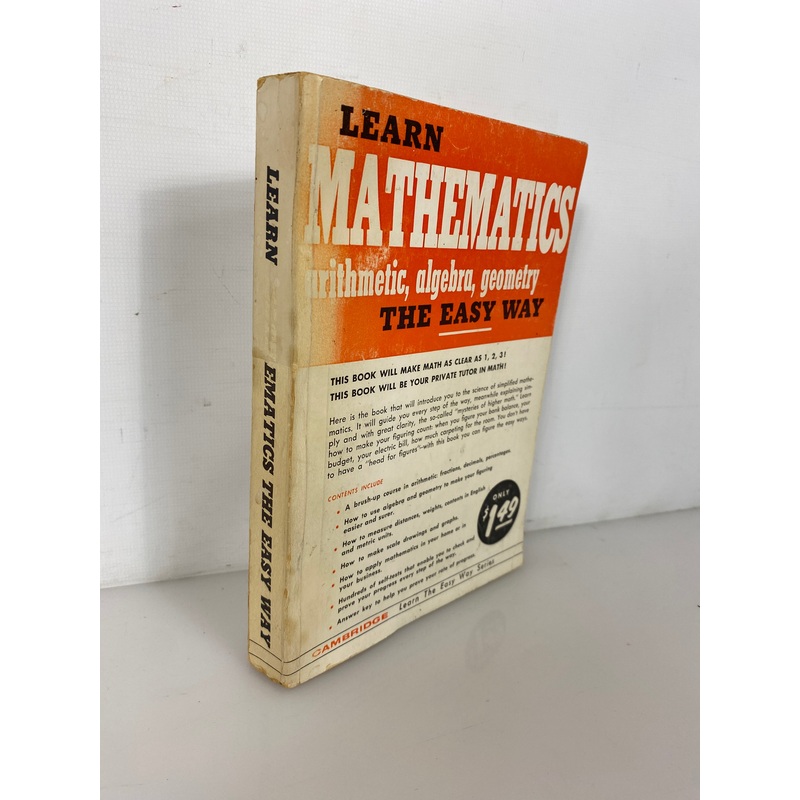 LEARN
EMATICS THE EASY WAY
LEARN
MATHEMATICS
arithmetic, algebra, geometry
THE EASY WAY
THIS BOOK WILL MAKE MATH AS CLEAR AS 1, 2, 3!
THIS BOOK WILL BE YOUR PRIVATE TUTOR IN MATH!
Here is the book that will introduce you to the science of simplified mathe-
matics. It will guide you every step of the way, meanwhile explaining sim-
ply and with great clarity, the so-called "mysteries of higher math." Learn
how to make your figuring count: when you figure your bank balance, your
budget, your electric bill, how much carpeting for the room. You don't have
to have a "head for figures"-with this book you can figure the easy ways.
CONTENTS INCLUDE
• A brush-up course in arithmetic: fractions, decimals, percentages.
• How to use algebra and geometry to make your figuring
easier and surer.
• How to measure distances, weights, contents in English
and metric units.
• How to make scale drawings and graphs.
• How to apply mathematics in your home or in
your business.
• Hundreds of self-tests that enable you to check and
prove your progress every step of the way.
• Answer key to help you prove your rate of progress.
ONLY
$1.49
CAMBRIDGE Learn The Easy Way Series